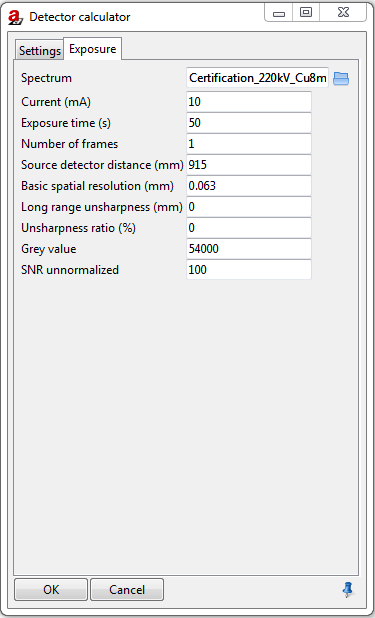 Detector calculator
Settings Exposure
Spectrum Certification_220kV_Cu8m
Current (mA) 10
Exposure time (s) 50
Number of frames 1
Source detector distance (mm) 915
Basic spatial resolution (mm) 0.063
Long range unsharpness (mm) 0
Unsharpness ratio (%) 0
Grey value 54000
SNR unnormalized 100
OK Cancel